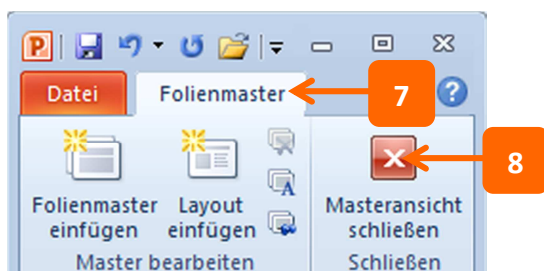 P
Datei Folienmaster 7 ?
8
A
Folienmaster Layout Masteransicht
einfügen einfügen schließen
Master bearbeiten Schließen